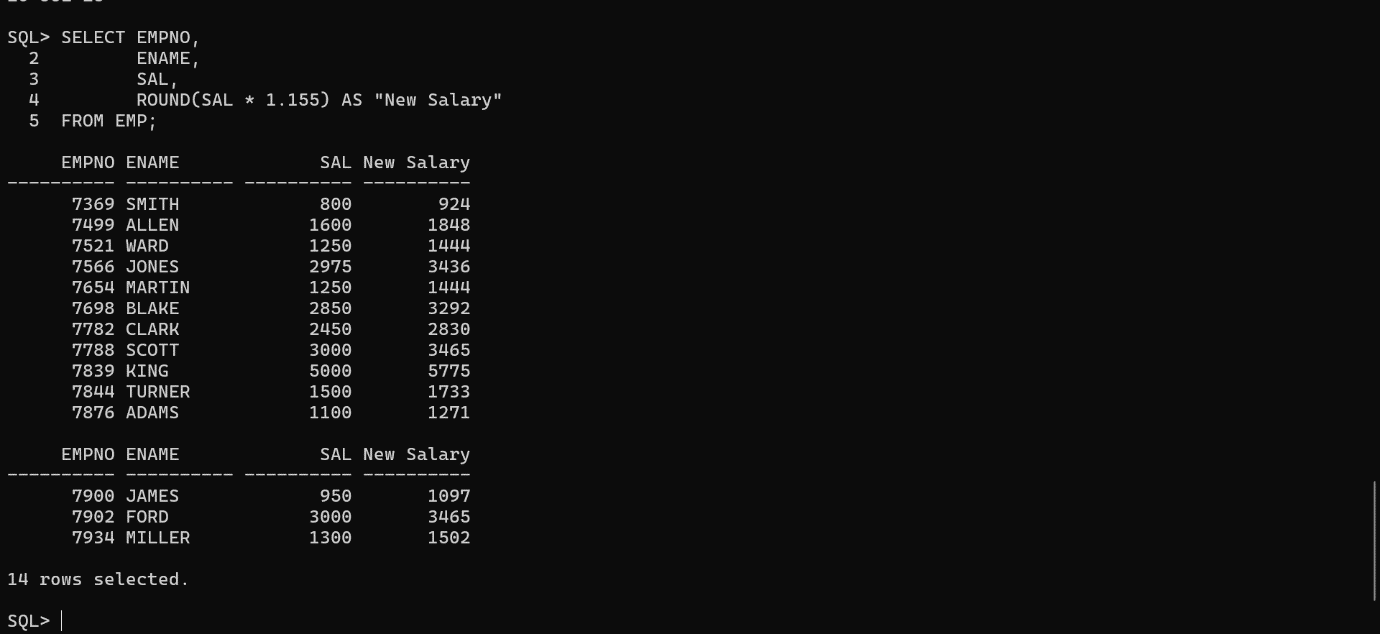 SQL> SELECT EMPNO,
  2         ENAME,
  3         SAL,
  4         ROUND(SAL * 1.155) AS "New Salary"
  5  FROM EMP;
     EMPNO ENAME             SAL New Salary
---------- ---------- ---------- ----------
      7369 SMITH             800        924
      7499 ALLEN            1600       1848
      7521 WARD             1250       1444
      7566 JONES            2975       3436
      7654 MARTIN           1250       1444
      7698 BLAKE            2850       3292
      7782 CLARK            2450       2830
      7788 SCOTT            3000       3465
      7839 KING             5000       5775
      7844 TURNER           1500       1733
      7876 ADAMS            1100       1271
     EMPNO ENAME             SAL New Salary
---------- ---------- ---------- ----------
      7900 JAMES             950       1097
      7902 FORD             3000       3465
      7934 MILLER           1300       1502
14 rows selected.
SQL>